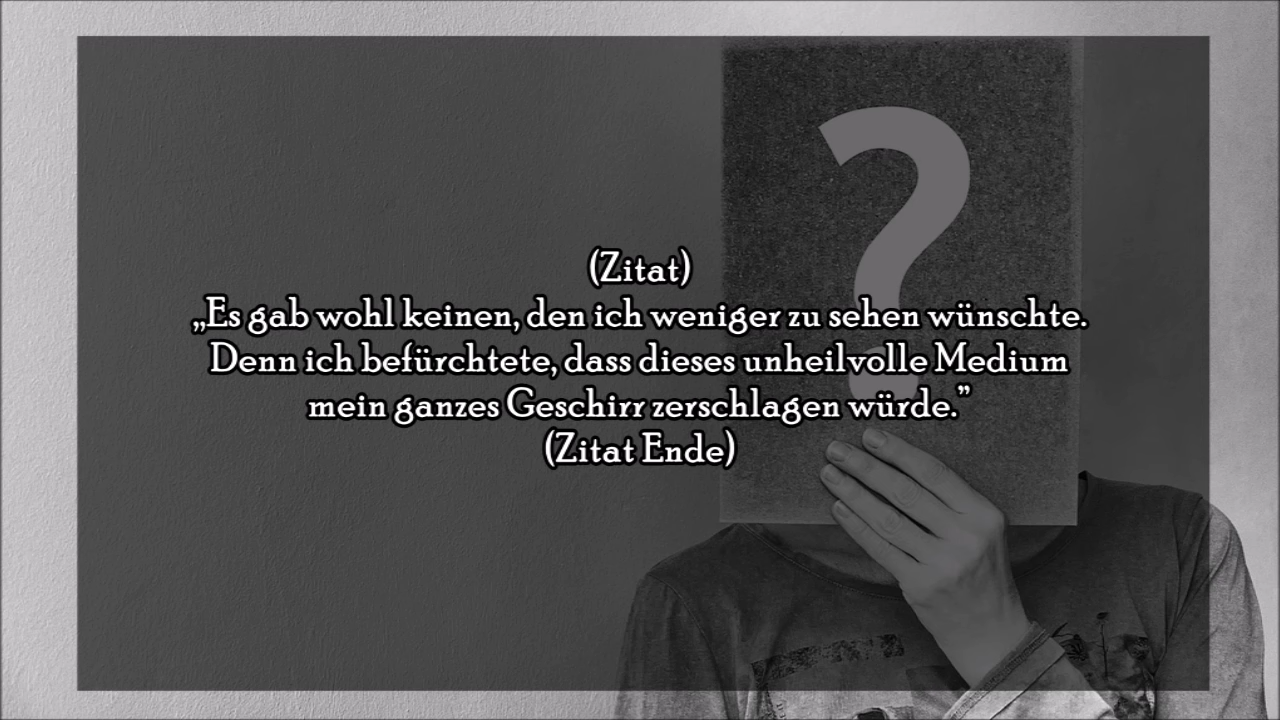 (Zitat)
„Es gab wohl keinen, den ich weniger zu sehen wünschte.
Denn ich befürchtete, dass dieses unheilvolle Medium
mein ganzes Geschirr zerschlagen würde.”
(Zitat Ende)
?